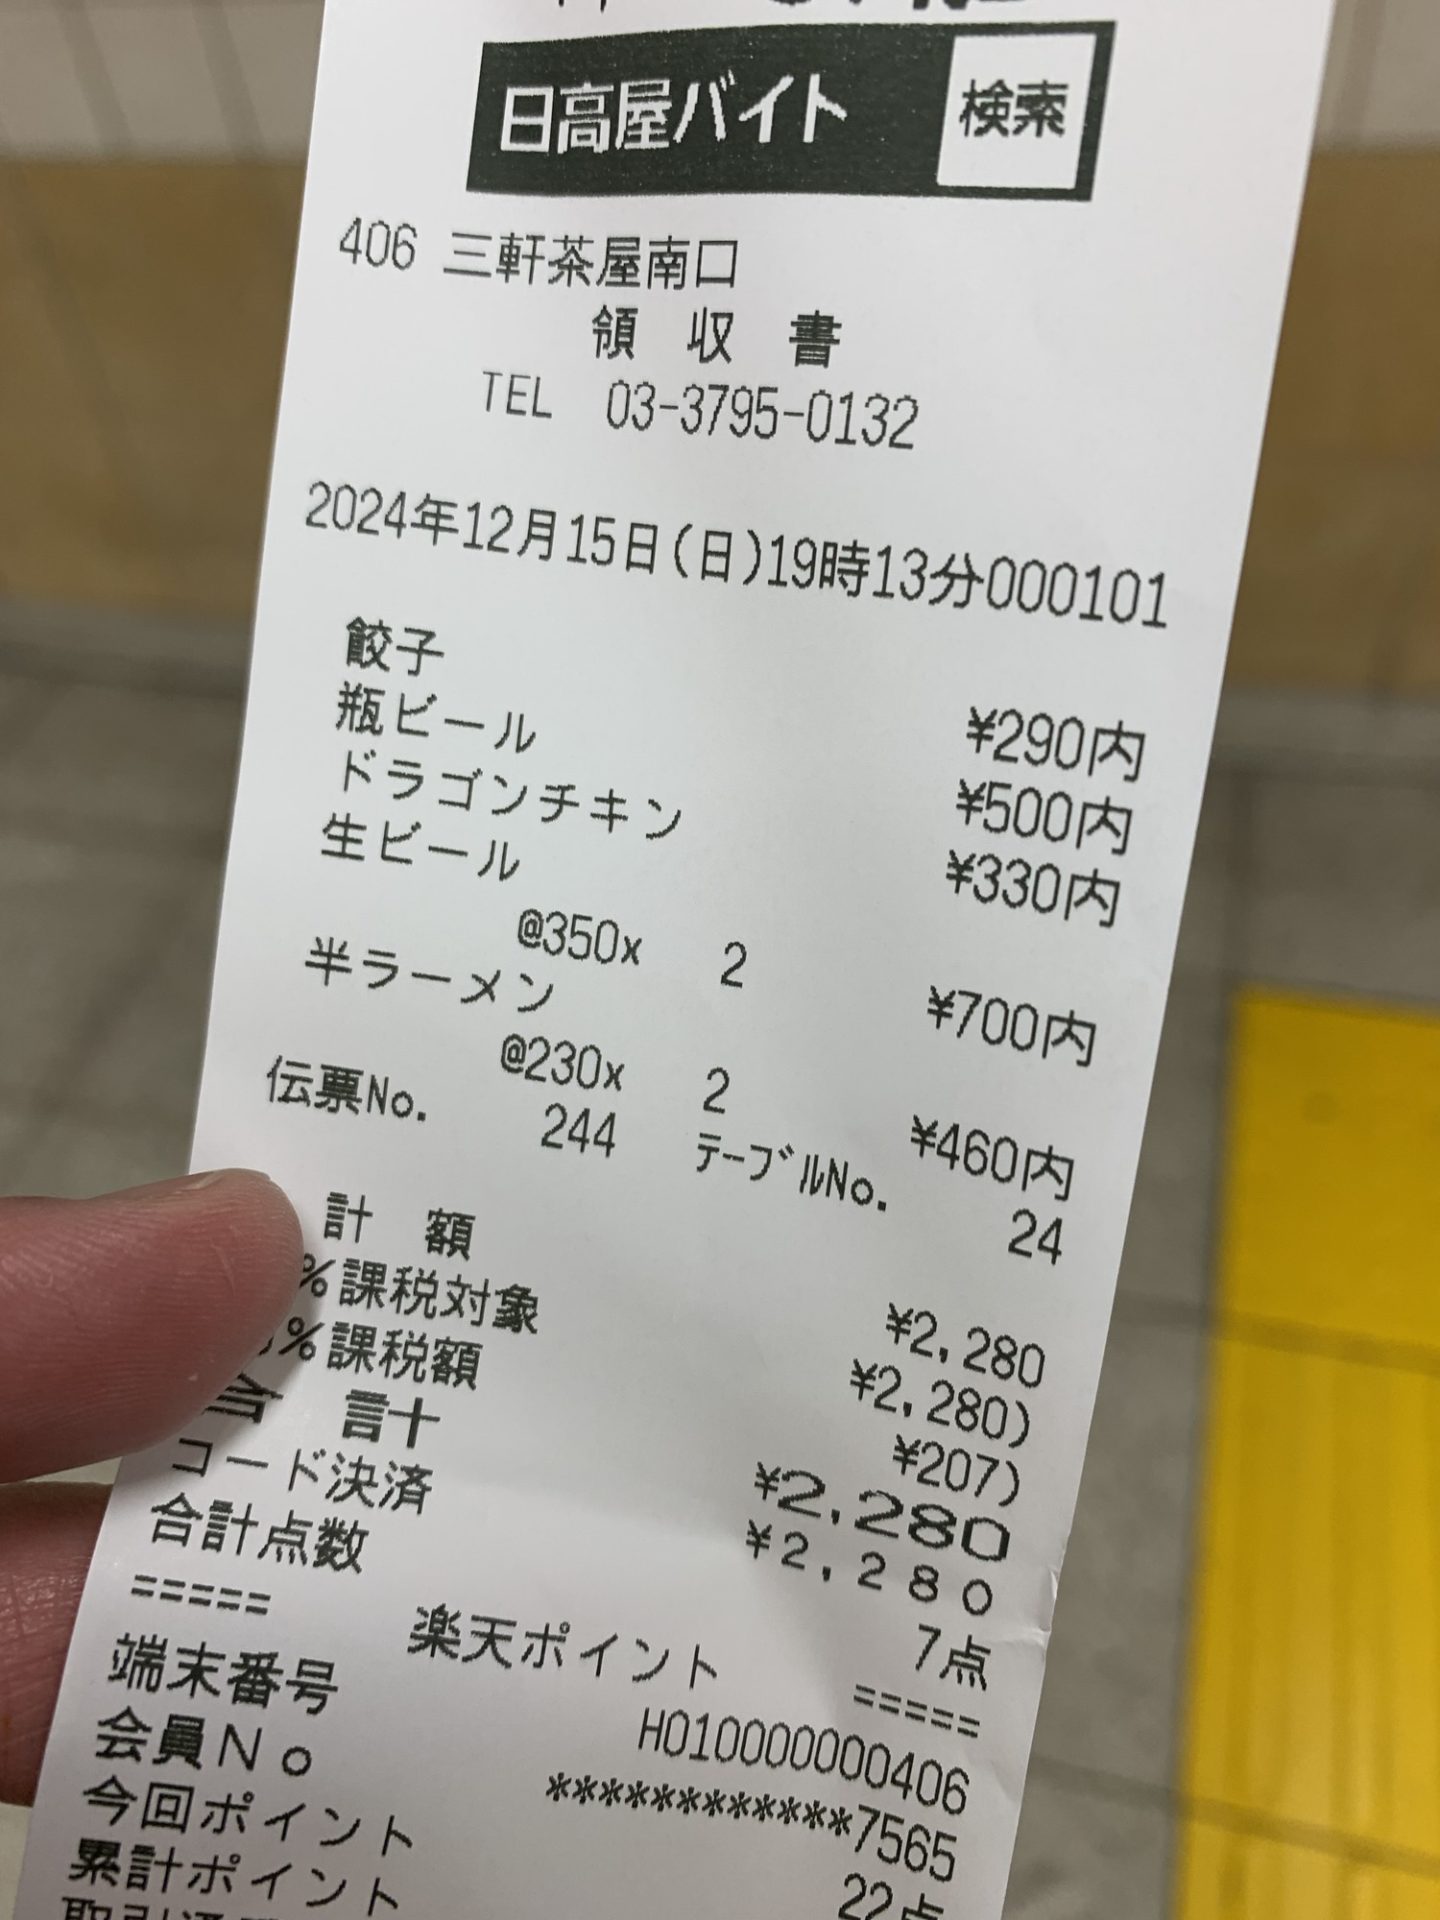 日高屋バイト 検索
406 三軒茶屋南口
領 収 書
TEL 03-3795-0132
2024年12月15日(日)19時13分000101
餃子 ¥290内
瓶ビール ¥500内
ドラゴンチキン ¥330内
生ビール
@350x 2 ¥700内
半ラーメン
@230x 2 ¥460内
伝票No. 244 テーブルNo. 24
計 額 ¥2,280
%課税対象 ¥2,280)
%課税額 ¥207)
計 ¥2,280
コード決済 ¥2,280
合計点数 7点
===== 楽天ポイント =====
端末番号 H010000000406
会員No ************7565
今回ポイント 22点
累計ポイント